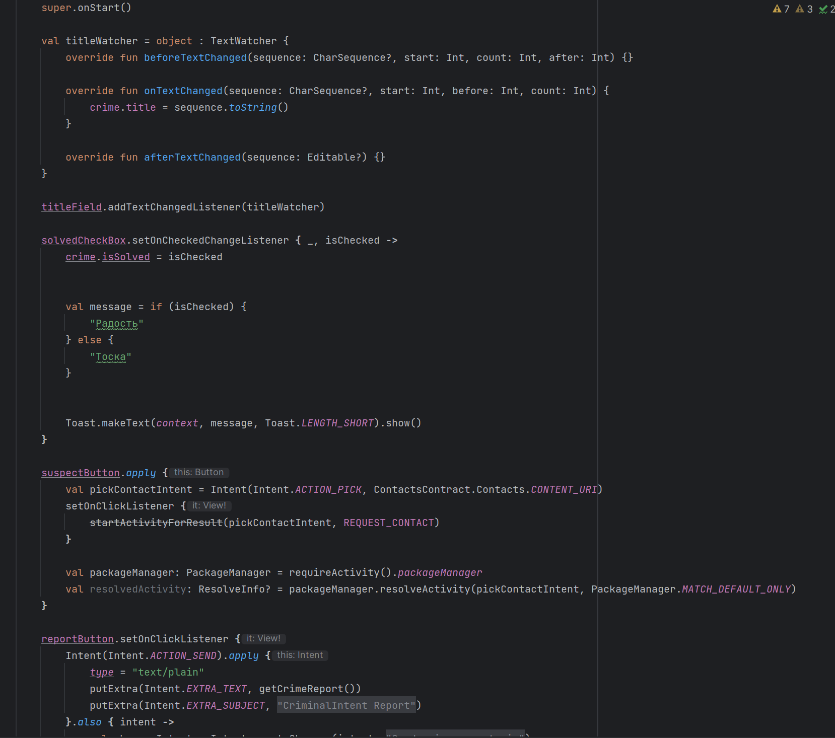 super.onStart()
7 3 2
val titleWatcher = object : TextWatcher {
override fun beforeTextChanged(sequence: CharSequence?, start: Int, count: Int, after: Int) {}
override fun onTextChanged(sequence: CharSequence?, start: Int, before: Int, count: Int) {
crime.title = sequence.toString()
}
override fun afterTextChanged(sequence: Editable?) {}
}
titleField.addTextChangedListener(titleWatcher)
solvedCheckBox.setOnCheckedChangeListener { _, isChecked ->
crime.isSolved = isChecked
val message = if (isChecked) {
"Радость"
} else {
"Тоска"
}
Toast.makeText(context, message, Toast.LENGTH_SHORT).show()
}
suspectButton.apply { this: Button
val pickContactIntent = Intent(Intent.ACTION_PICK, ContactsContract.Contacts.CONTENT_URI)
setOnClickListener { it: View!
startActivityForResult(pickContactIntent, REQUEST_CONTACT)
}
val packageManager: PackageManager = requireActivity().packageManager
val resolvedActivity: ResolveInfo? = packageManager.resolveActivity(pickContactIntent, PackageManager.MATCH_DEFAULT_ONLY)
}
reportButton.setOnClickListener { it: View!
Intent(Intent.ACTION_SEND).apply { this: Intent
type = "text/plain"
putExtra(Intent.EXTRA_TEXT, getCrimeReport())
putExtra(Intent.EXTRA_SUBJECT, "CriminalIntent Report")
}.also { intent ->